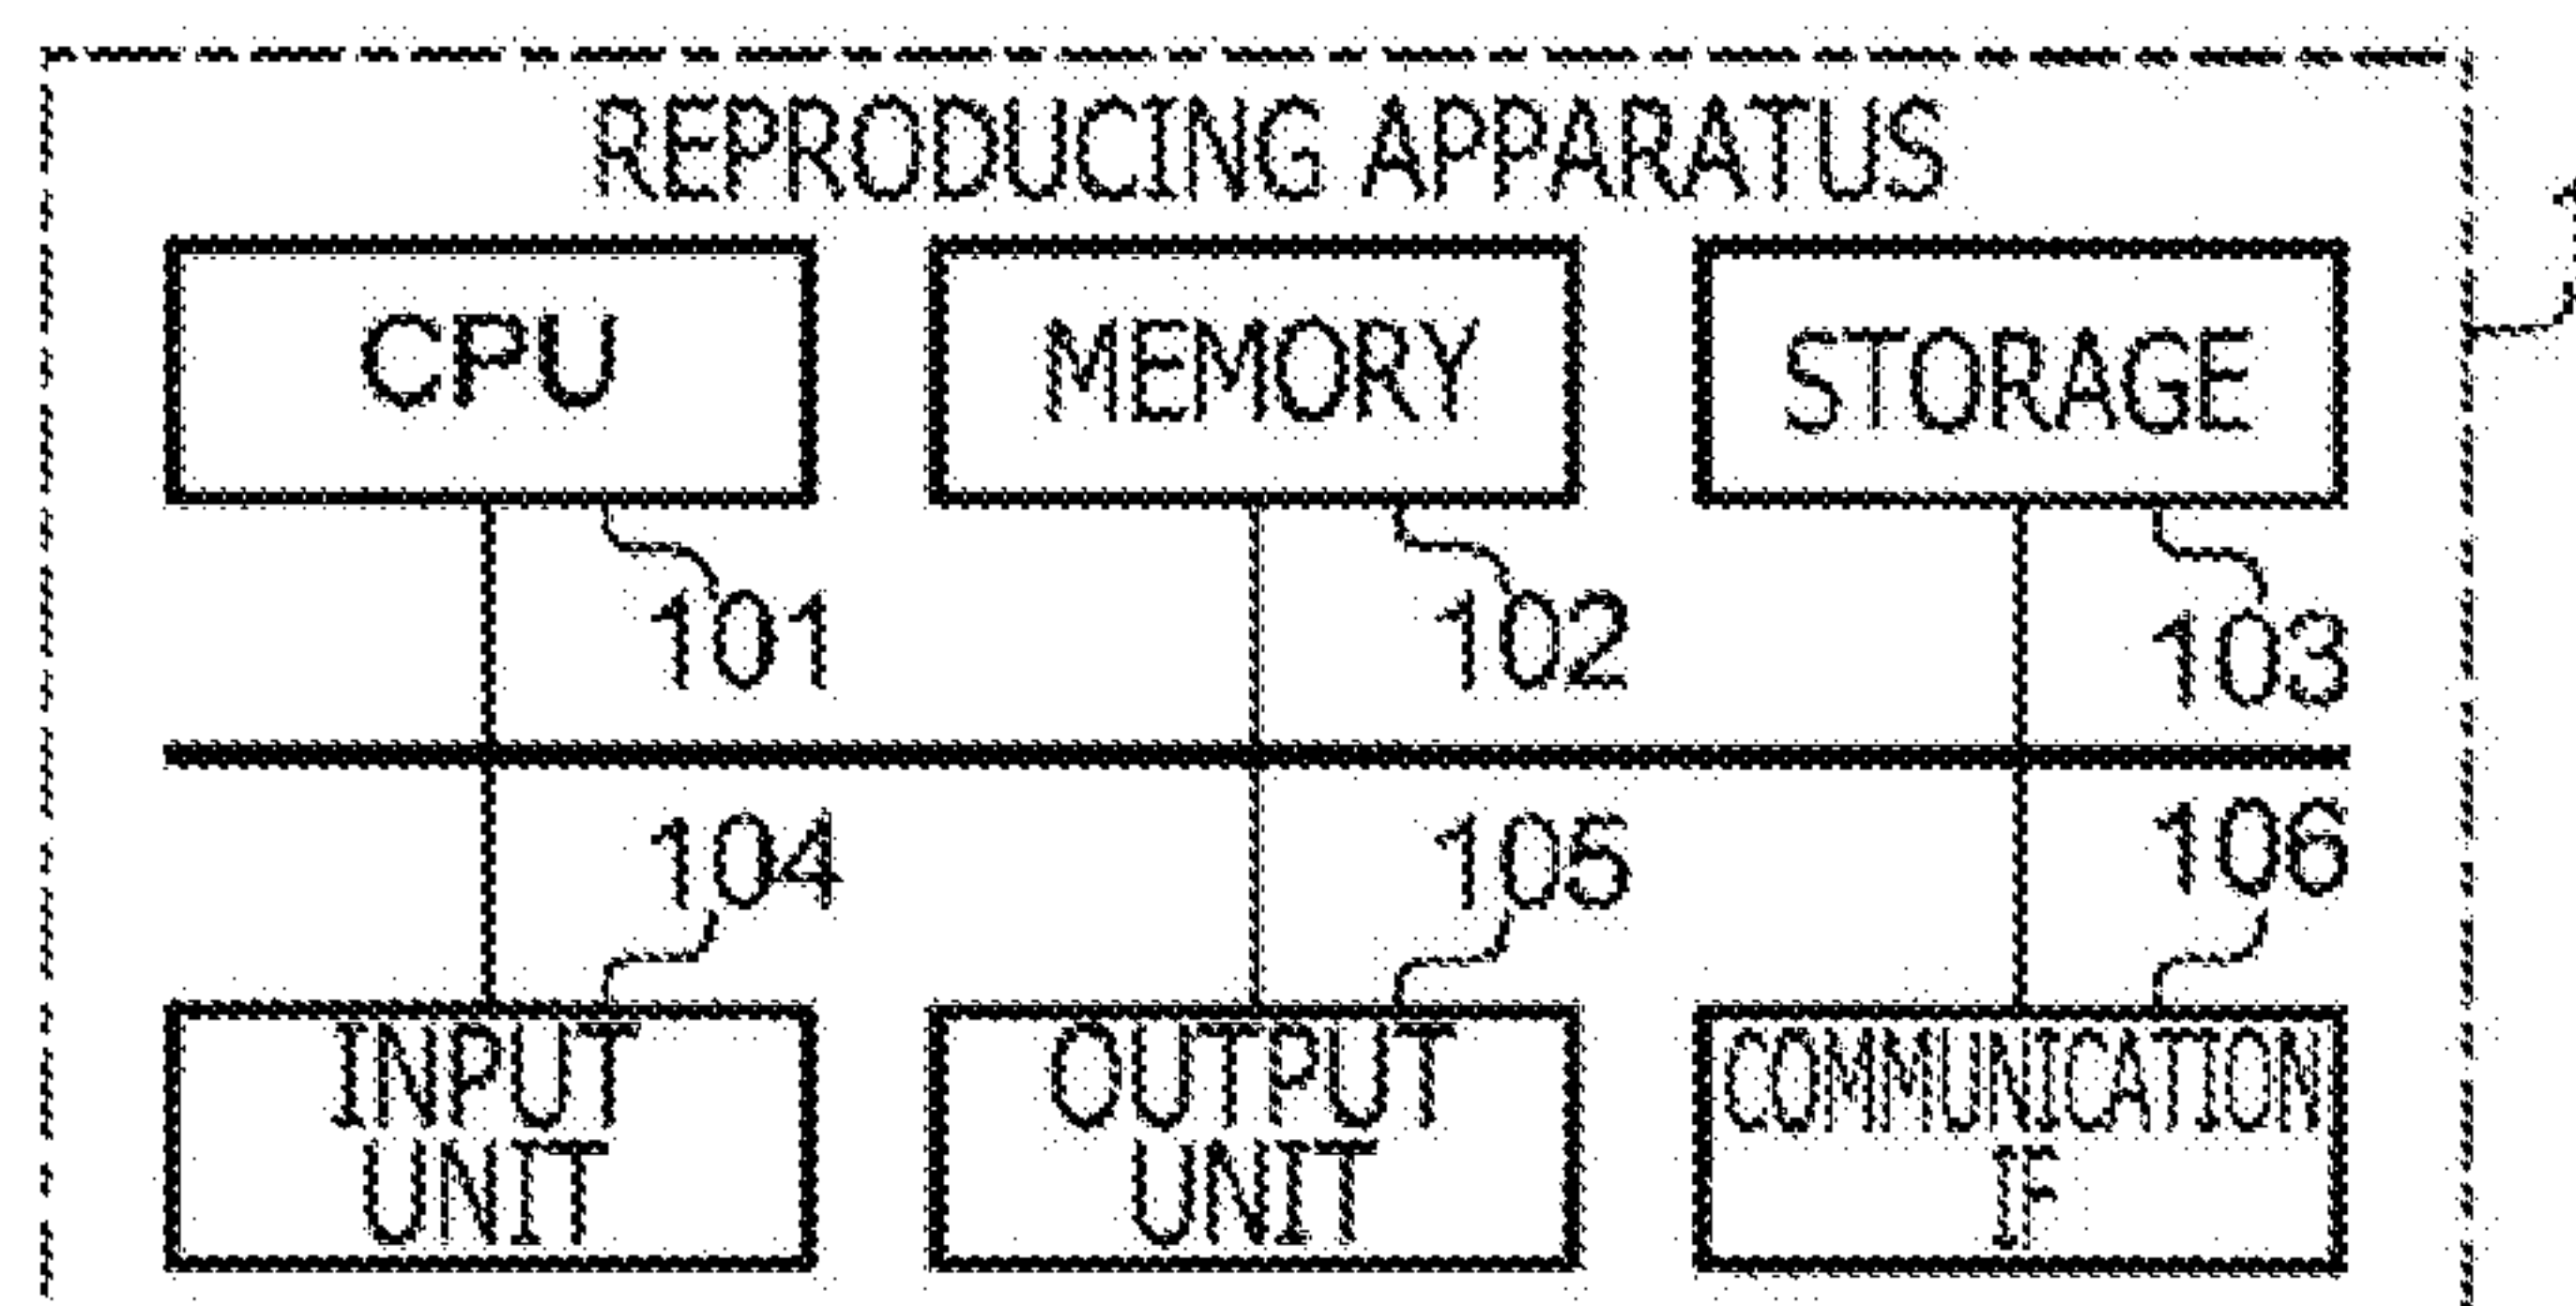 REPRODUCING APPARATUS
CPU
MEMORY
STORAGE
101
102
103
104
105
106
INPUT
UNIT
OUTPUT
UNIT
COMMUNICATION
IF